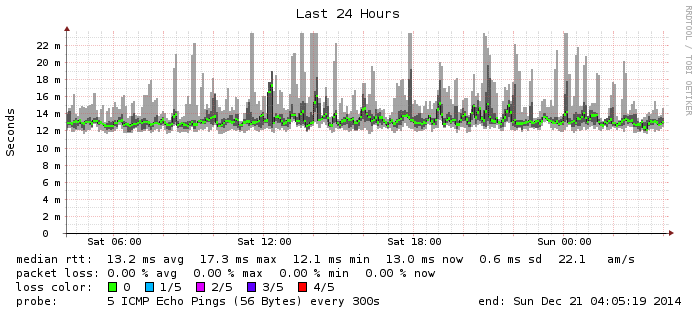 Last 24 Hours
RRDTOOL / TOBI OETIKER
Seconds
22 m
20 m
18 m
16 m
14 m
12 m
10 m
8 m
6 m
4 m
2 m
0
Sat 06:00 Sat 12:00 Sat 18:00 Sun 00:00
median rtt: 13.2 ms avg 17.3 ms max 12.1 ms min 13.0 ms now 0.6 ms sd 22.1 am/s
packet loss: 0.00 % avg 0.00 % max 0.00 % min 0.00 % now
loss color: 0 1/5 2/5 3/5 4/5
probe: 5 ICMP Echo Pings (56 Bytes) every 300s end: Sun Dec 21 04:05:19 2014